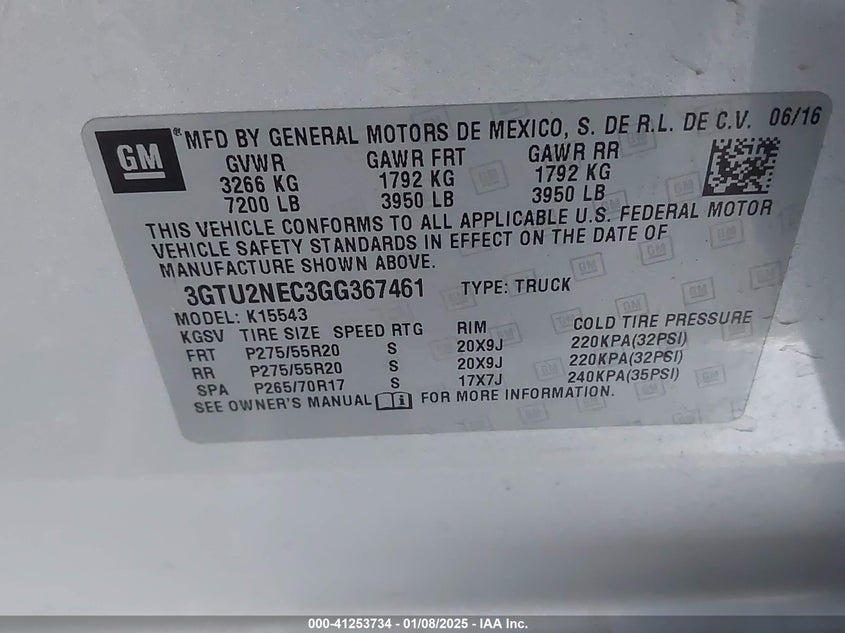 GM
® MFD BY GENERAL MOTORS DE MEXICO, S. DE R.L. DE C.V. 06/16
GVWR GAWR FRT GAWR RR
3266 KG 1792 KG 1792 KG
7200 LB 3950 LB 3950 LB
THIS VEHICLE CONFORMS TO ALL APPLICABLE U.S. FEDERAL MOTOR
VEHICLE SAFETY STANDARDS IN EFFECT ON THE DATE OF
MANUFACTURE SHOWN ABOVE.
3GTU2NEC3GG367461 TYPE: TRUCK
MODEL: K15543
KGSV TIRE SIZE SPEED RTG RIM COLD TIRE PRESSURE
FRT P275/55R20 S 20X9J 220KPA(32PSI)
RR P275/55R20 S 20X9J 220KPA(32PSI)
SPA P265/70R17 S 17X7J 240KPA(35PSI)
SEE OWNER'S MANUAL FOR MORE INFORMATION.
000-41253734 - 01/08/2025 - IAA Inc.